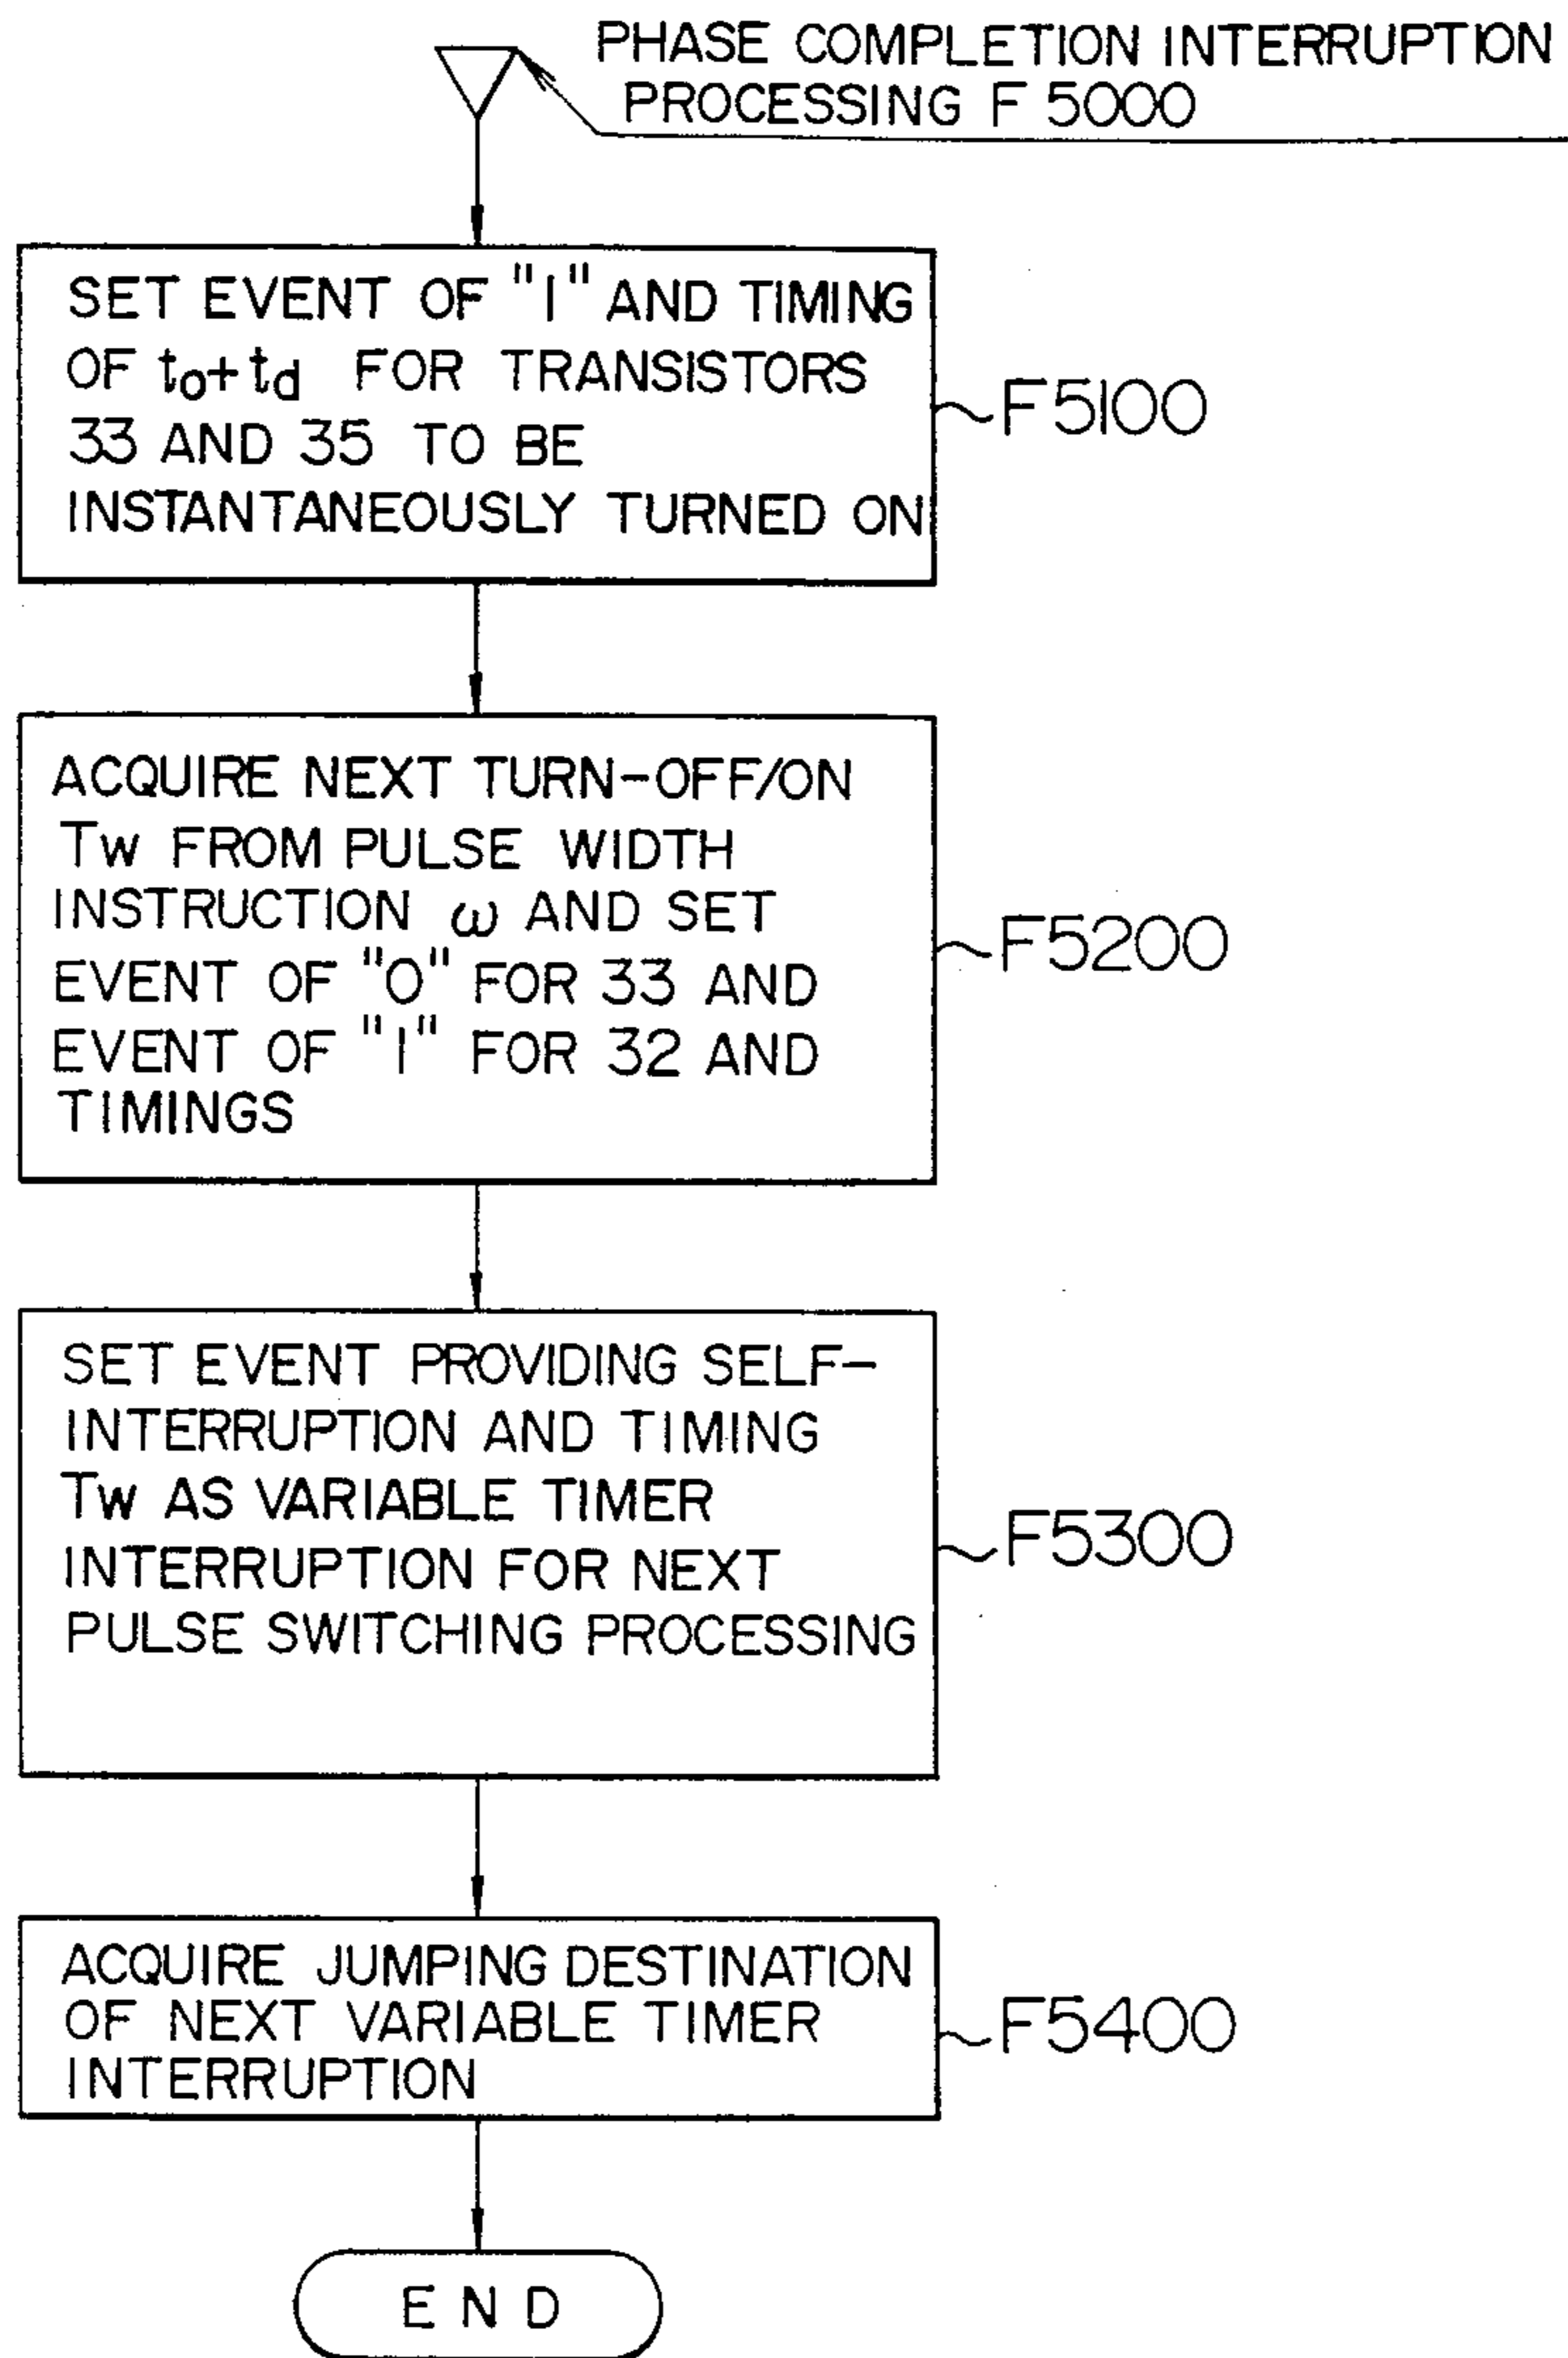 PHASE COMPLETION INTERRUPTION
PROCESSING F 5000
SET EVENT OF "1" AND TIMING
OF to+td FOR TRANSISTORS
33 AND 35 TO BE
INSTANTANEOUSLY TURNED ON
F5100
ACQUIRE NEXT TURN-OFF/ON
Tw FROM PULSE WIDTH
INSTRUCTION ω AND SET
EVENT OF "0" FOR 33 AND
EVENT OF "1" FOR 32 AND
TIMINGS
F5200
SET EVENT PROVIDING SELF-
INTERRUPTION AND TIMING
Tw AS VARIABLE TIMER
INTERRUPTION FOR NEXT
PULSE SWITCHING PROCESSING
F5300
ACQUIRE JUMPING DESTINATION
OF NEXT VARIABLE TIMER
INTERRUPTION
F5400
END